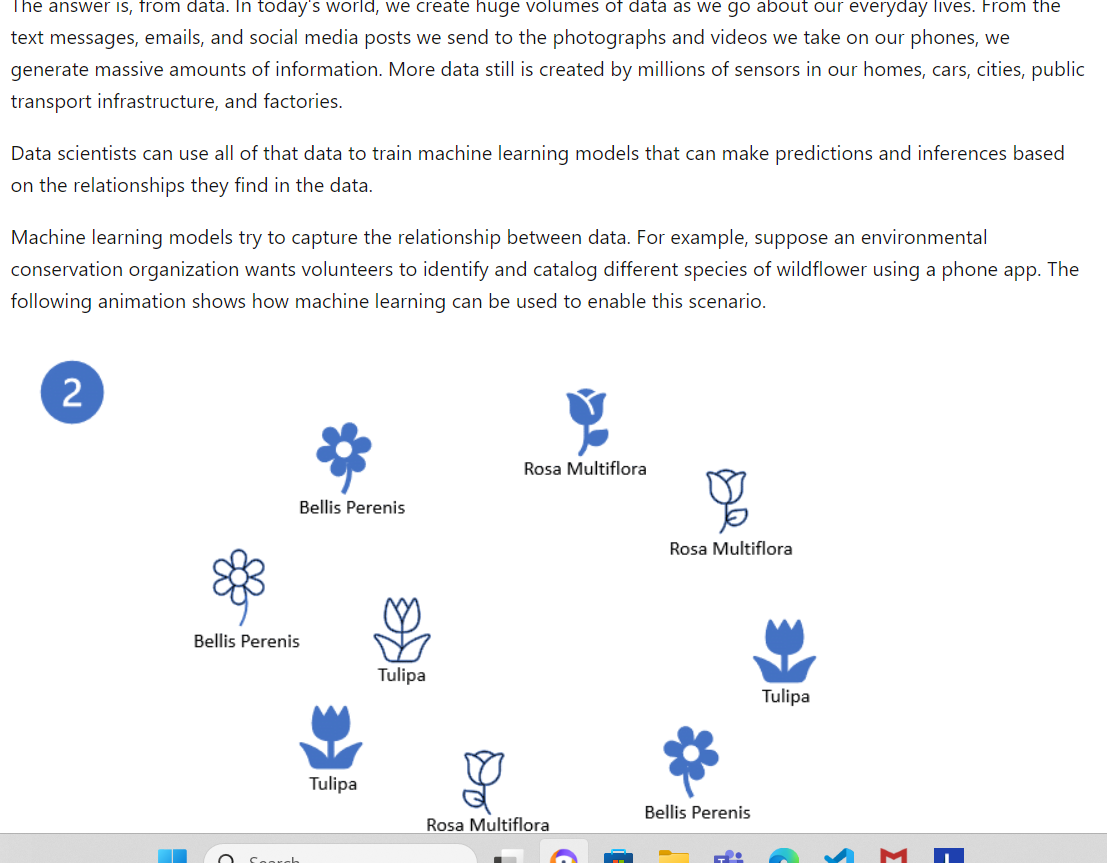 The answer is, from data. In today's world, we create huge volumes of data as we go about our everyday lives. From the
text messages, emails, and social media posts we send to the photographs and videos we take on our phones, we
generate massive amounts of information. More data still is created by millions of sensors in our homes, cars, cities, public
transport infrastructure, and factories.
Data scientists can use all of that data to train machine learning models that can make predictions and inferences based
on the relationships they find in the data.
Machine learning models try to capture the relationship between data. For example, suppose an environmental
conservation organization wants volunteers to identify and catalog different species of wildflower using a phone app. The
following animation shows how machine learning can be used to enable this scenario.
2
Rosa Multiflora
Bellis Perenis
Rosa Multiflora
Bellis Perenis
Tulipa
Tulipa
Tulipa
Bellis Perenis
Rosa Multiflora
Search